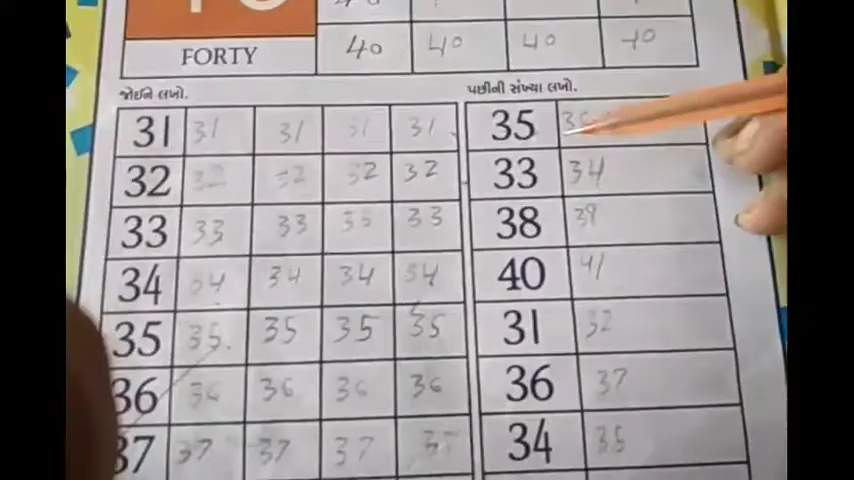 FORTY 40 40 40 40
જોઈને લખો.
31 31 31 31 31
32 32 32 32 32
33 33 33 33 33
34 34 34 34 34
35 35 35 35 35
36 36 36 36 36
37 37 37 37 37
પછીની સંખ્યા લખો.
35 36
33 34
38 39
40 41
31 32
36 37
34 35